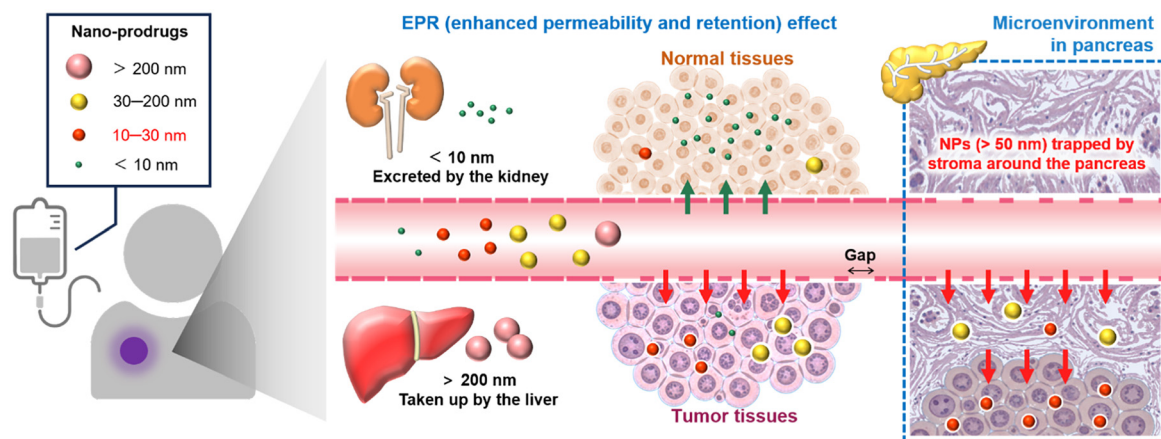 Nano-prodrugs
> 200 nm
30–200 nm
10–30 nm
< 10 nm
EPR (enhanced permeability and retention) effect
< 10 nm
Excreted by the kidney
Normal tissues
Gap
> 200 nm
Taken up by the liver
Tumor tissues
Microenvironment
in pancreas
NPs (> 50 nm) trapped by
stroma around the pancreas